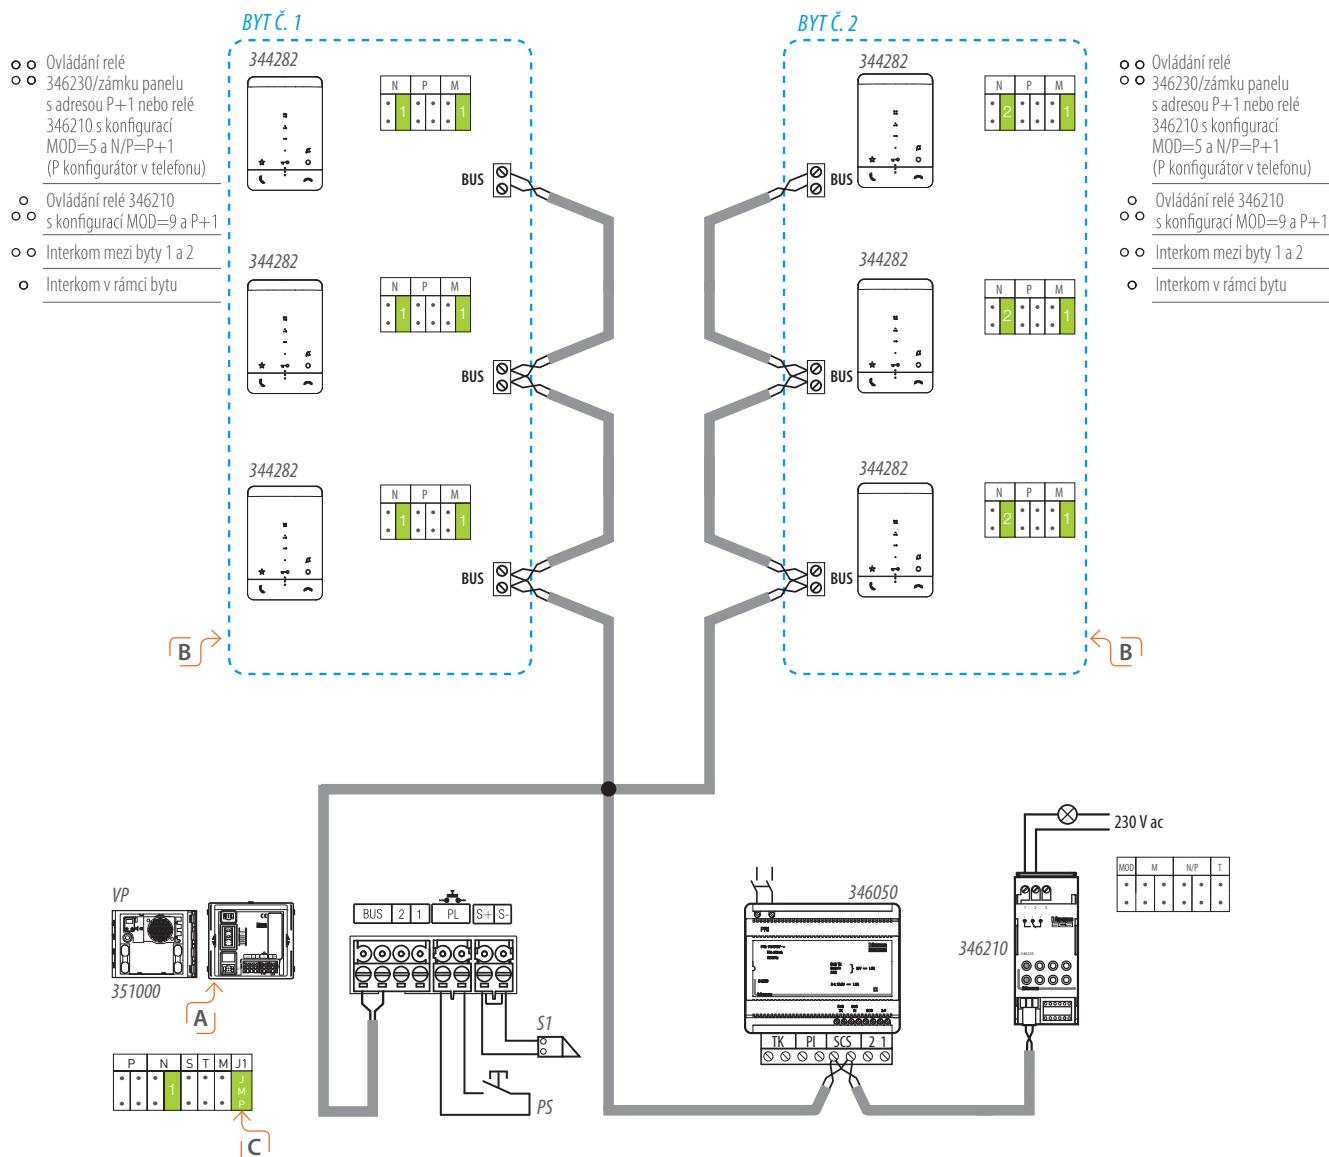 BYT Č. 1
BYT Č. 2
Ovládání relé
346230/zámku panelu
s adresou P+1 nebo relé
346210 s konfigurací
MOD=5 a N/P=P+1
(P konfigurátor v telefonu)
Ovládání relé 346210
s konfigurací MOD=9 a P+1
Interkom mezi byty 1 a 2
Interkom v rámci bytu
344282
N P M
1 1
BUS
344282
N P M
1 1
BUS
344282
N P M
1 1
BUS
B
344282
N P M
2 1
BUS
344282
N P M
2 1
BUS
344282
N P M
2 1
BUS
B
Ovládání relé
346230/zámku panelu
s adresou P+1 nebo relé
346210 s konfigurací
MOD=5 a N/P=P+1
(P konfigurátor v telefonu)
Ovládání relé 346210
s konfigurací MOD=9 a P+1
Interkom mezi byty 1 a 2
Interkom v rámci bytu
VP
351000
A
P N S T M J1
1 J
M
P
C
BUS 2 1 PL S+ S-
S1
PS
346050
PRI
TK PI SCS 2 1
230 V ac
346210
1 2 3
MOD M N/P T